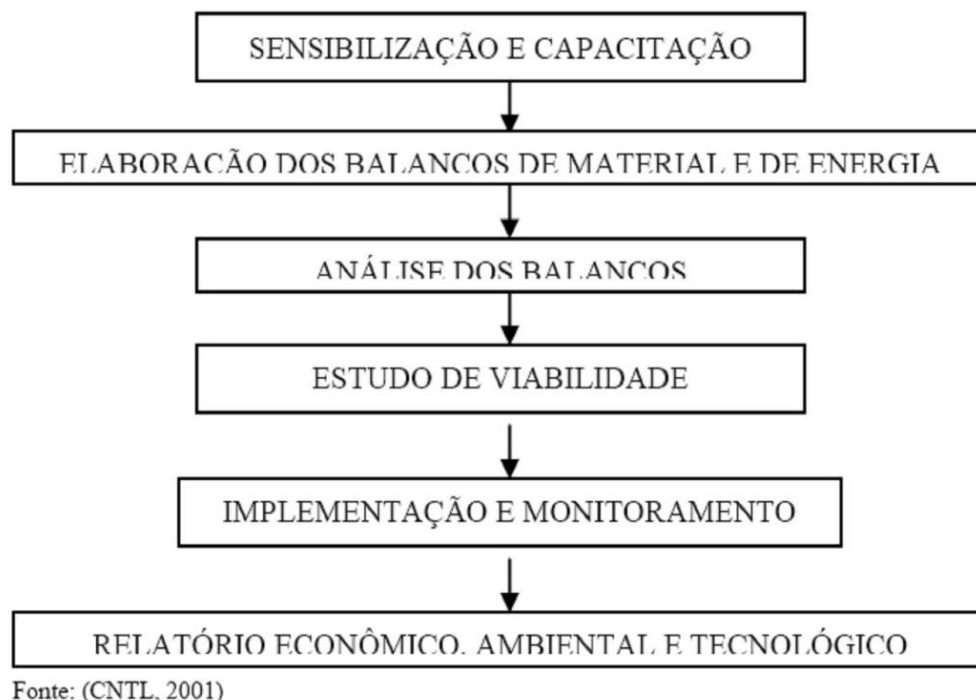 SENSIBILIZAÇÃO E CAPACITAÇÃO
ELABORAÇÃO DOS BALANÇOS DE MATERIAL E DE ENERGIA
ANÁLISE DOS BALANÇOS
ESTUDO DE VIABILIDADE
IMPLEMENTAÇÃO E MONITORAMENTO
RELATÓRIO ECONÔMICO, AMBIENTAL E TECNOLÓGICO
Fonte: (CNTL, 2001)